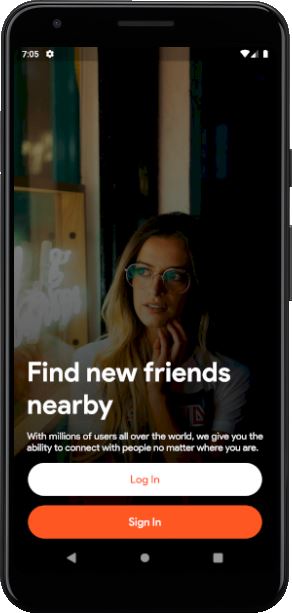 7:05
Find new friends
nearby
With millions of users all over the world, we give you the
ability to connect with people no matter where you are.
Log In
Sign In